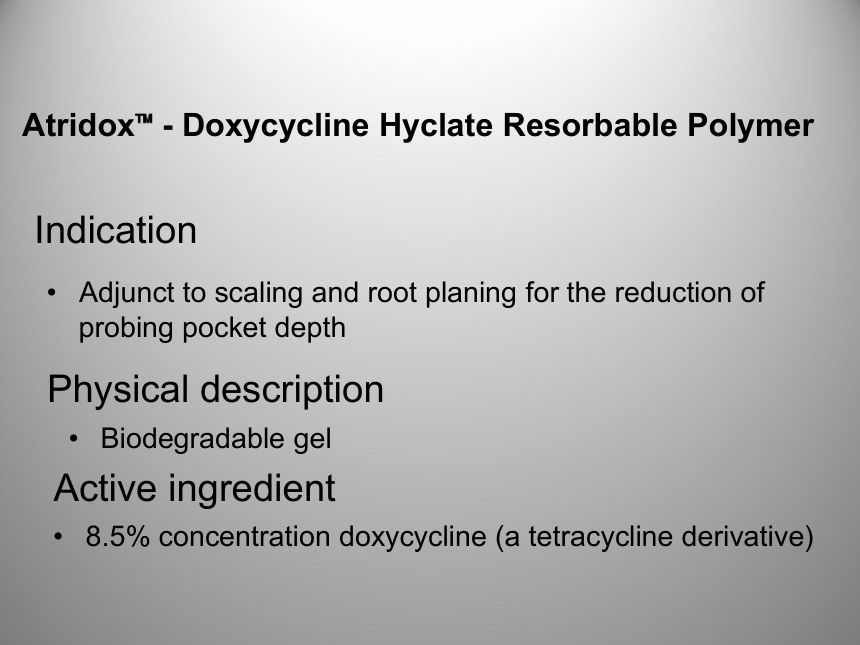 Atridox™ - Doxycycline Hyclate Resorbable Polymer
Indication
• Adjunct to scaling and root planing for the reduction of
probing pocket depth
Physical description
• Biodegradable gel
Active ingredient
• 8.5% concentration doxycycline (a tetracycline derivative)